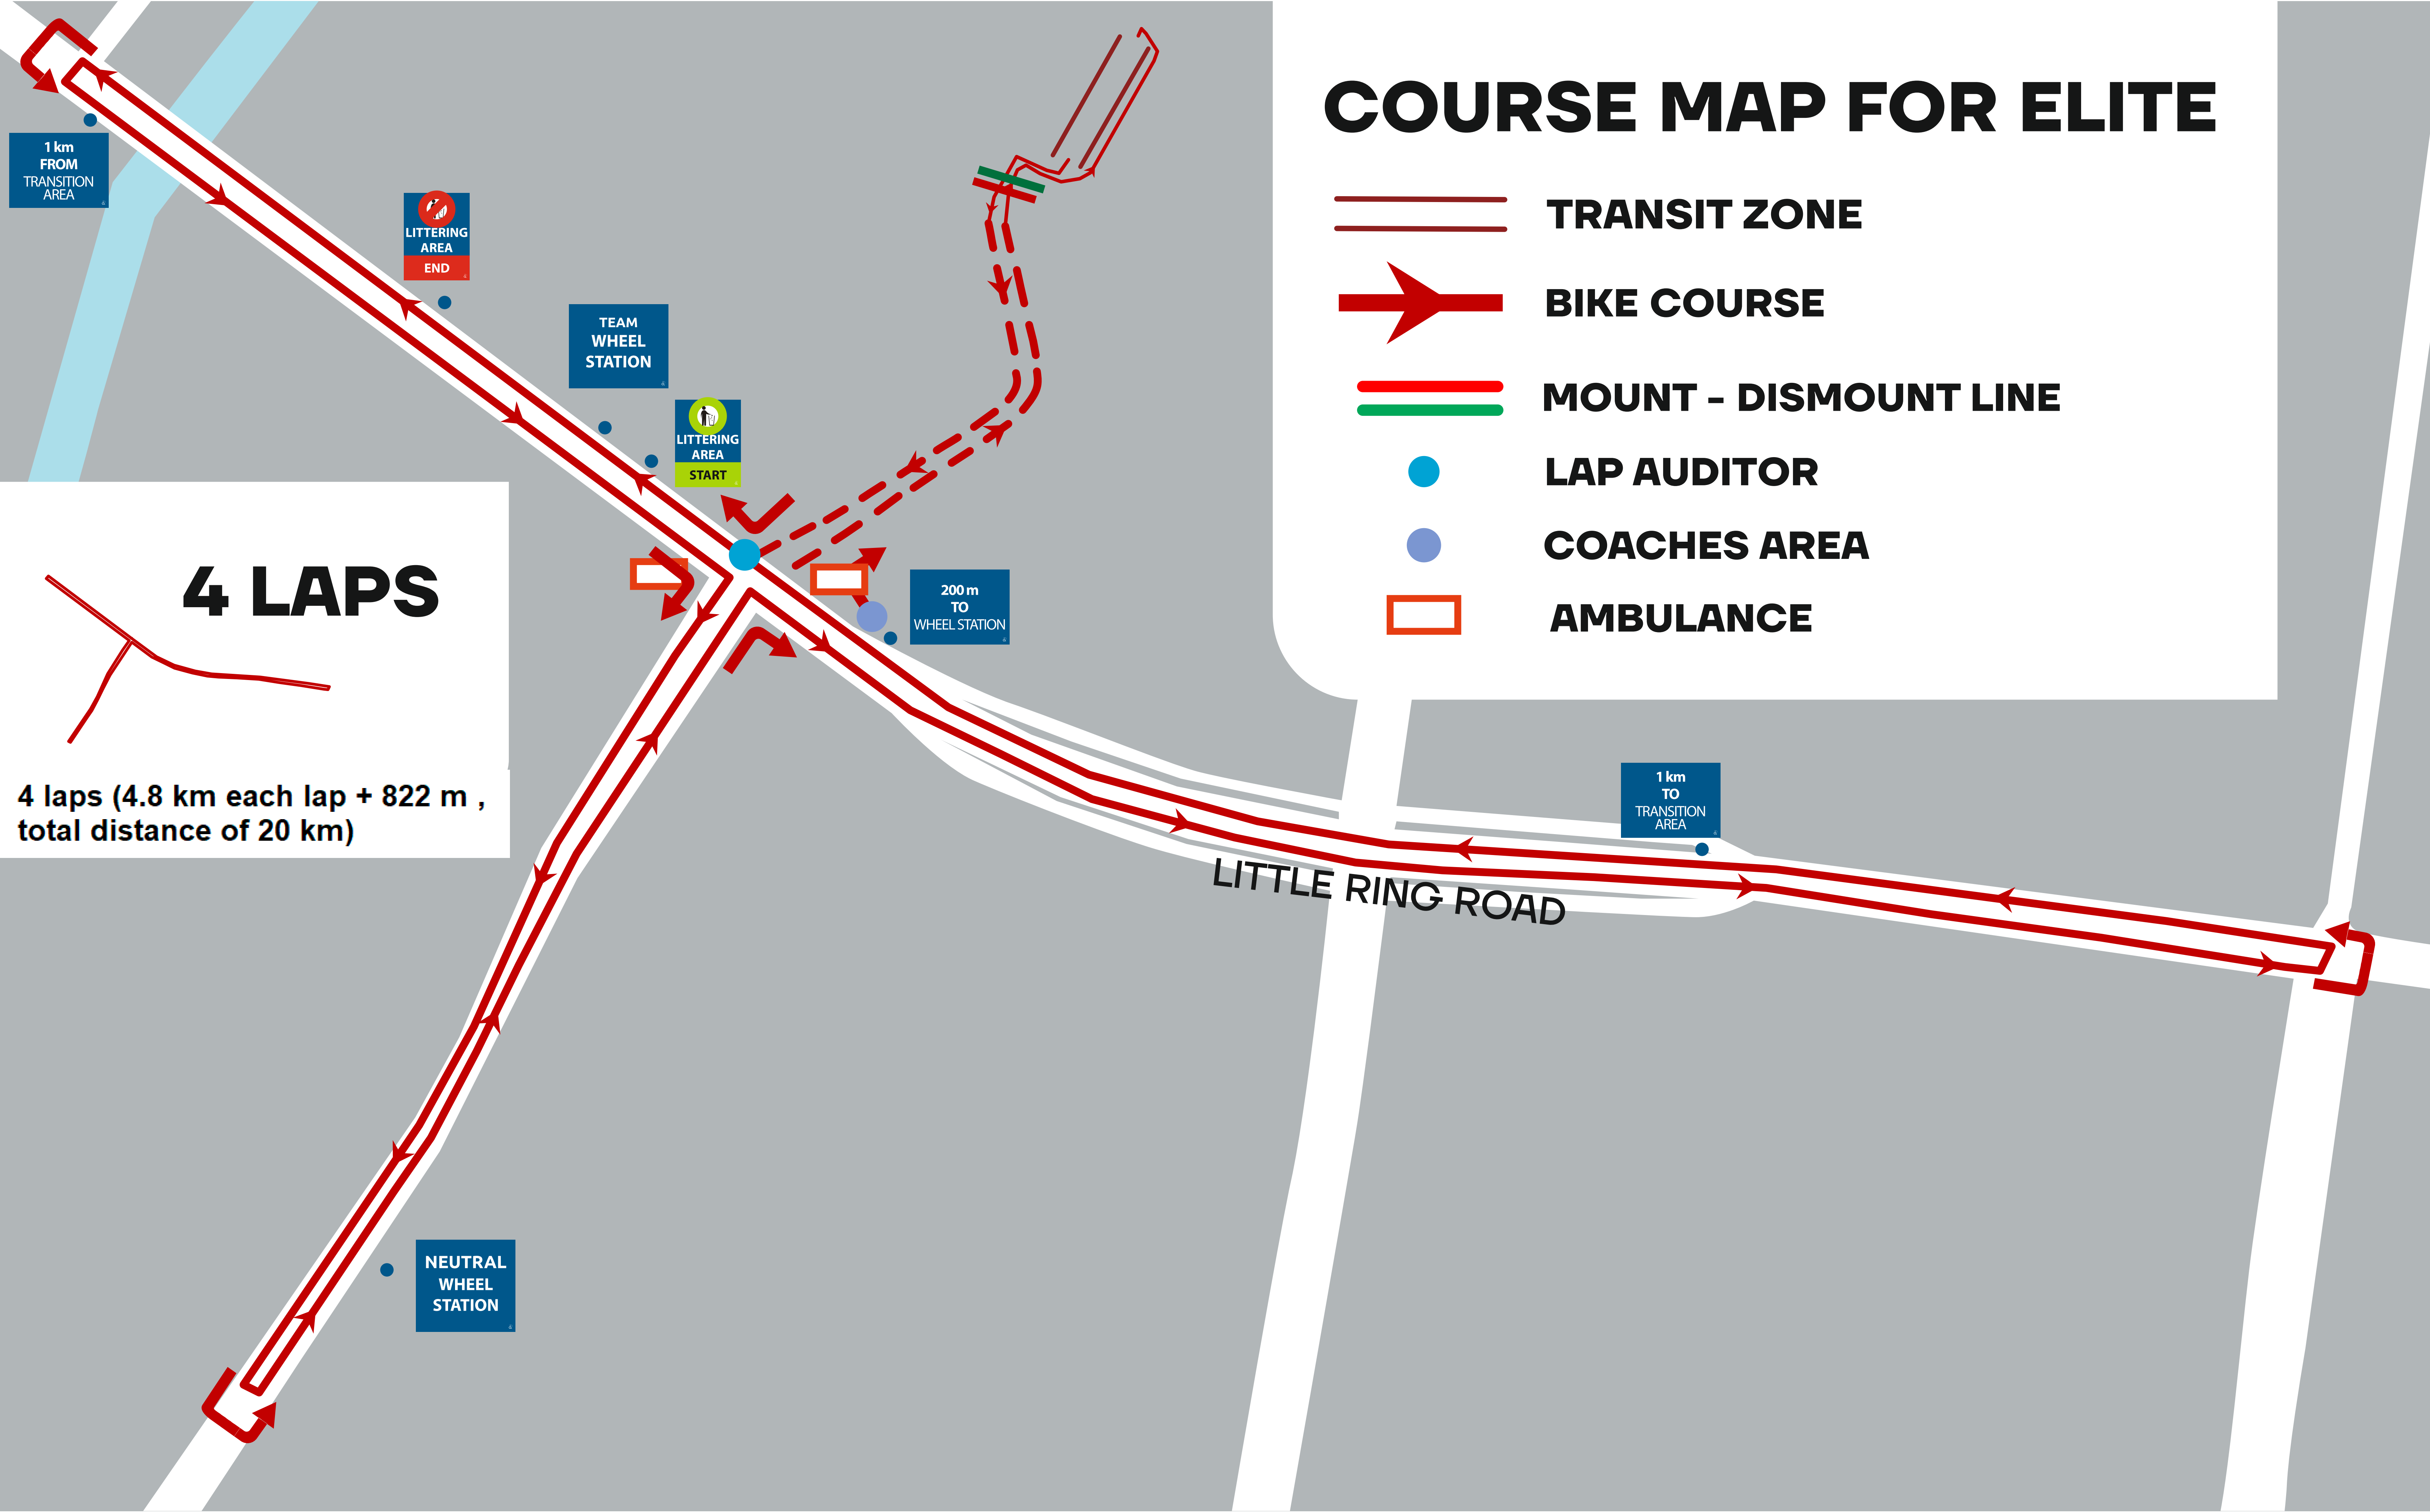 COURSE MAP FOR ELITE
TRANSIT ZONE
BIKE COURSE
MOUNT - DISMOUNT LINE
LAP AUDITOR
COACHES AREA
AMBULANCE
1 km
FROM
TRANSITION
AREA
LITTERING
AREA
END
TEAM
WHEEL
STATION
LITTERING
AREA
START
200 m
TO
WHEEL STATION
4 LAPS
4 laps (4.8 km each lap + 822 m ,
total distance of 20 km)
1 km
TO
TRANSITION
AREA
LITTLE RING ROAD
NEUTRAL
WHEEL
STATION